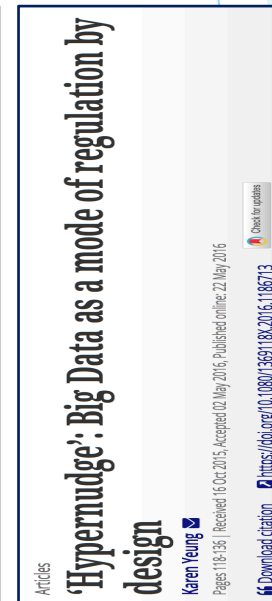 Articles
‘Hypernudge’: Big Data as a mode of regulation by
design
Karen Yeung
Pages 118-136 | Received 16 Oct 2015, Accepted 02 May 2016, Published online: 22 May 2016
Download citation https://doi.org/10.1080/1369118X.2016.1186713 Check for updates